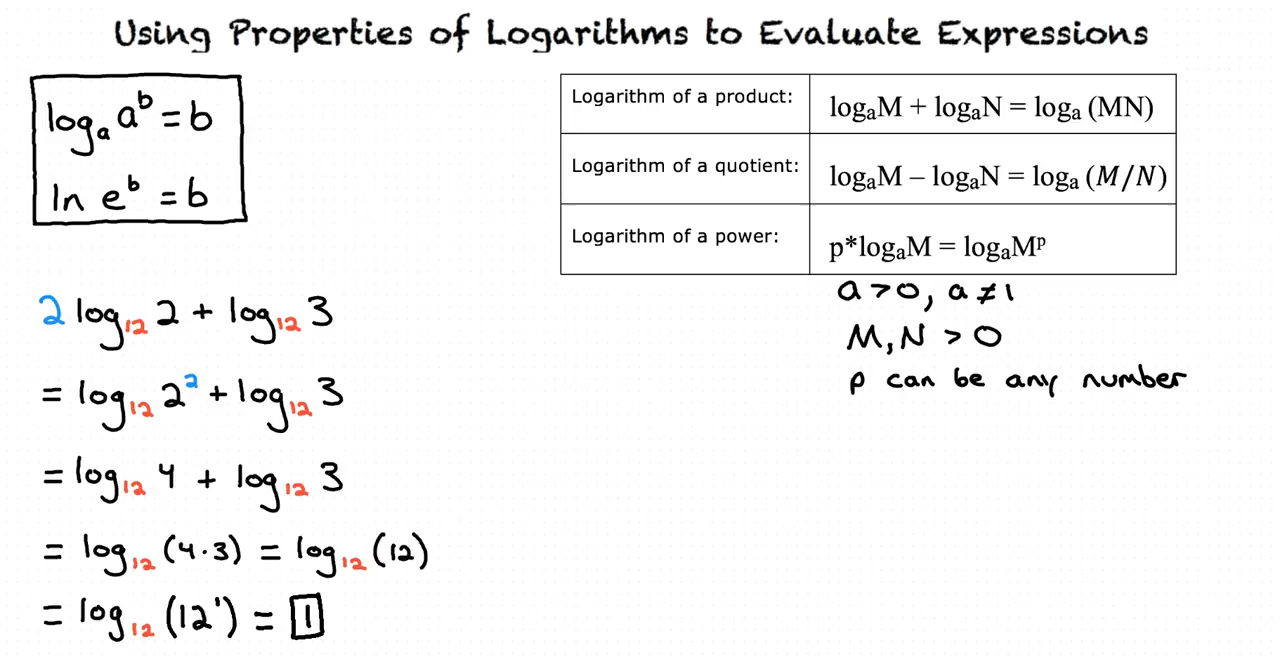 Using Properties of Logarithms to Evaluate Expressions
logₐ aᵇ = b
ln eᵇ = b
Logarithm of a product: logₐM + logₐN = logₐ (MN)
Logarithm of a quotient: logₐM – logₐN = logₐ (M/N)
Logarithm of a power: p*logₐM = logₐMᵖ
a > 0, a ≠ 1
M, N > 0
p can be any number
2 log₁₂ 2 + log₁₂ 3
= log₁₂ 2² + log₁₂ 3
= log₁₂ 4 + log₁₂ 3
= log₁₂ (4 · 3) = log₁₂ (12)
= log₁₂ (12¹) = 1